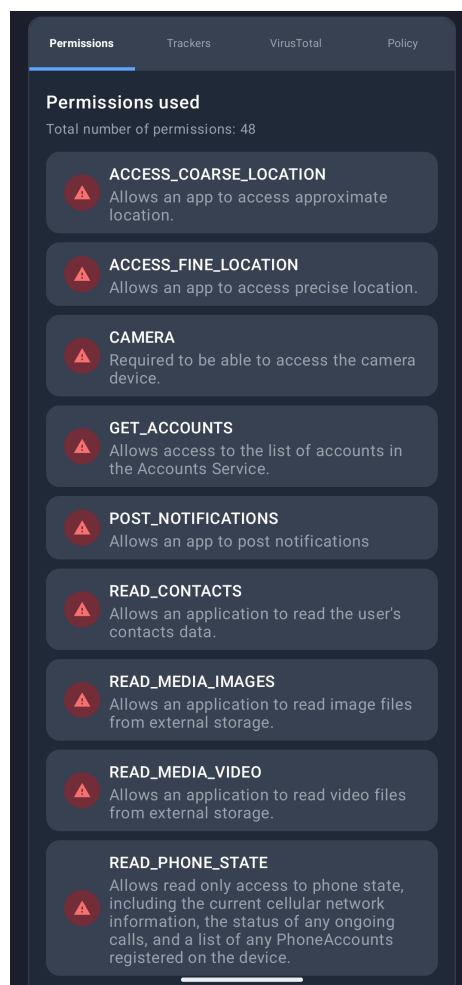 Permissions
Trackers
VirusTotal
Policy
Permissions used
Total number of permissions: 48
ACCESS_COARSE_LOCATION
Allows an app to access approximate
location.
ACCESS_FINE_LOCATION
Allows an app to access precise location.
CAMERA
Required to be able to access the camera
device.
GET_ACCOUNTS
Allows access to the list of accounts in
the Accounts Service.
POST_NOTIFICATIONS
Allows an app to post notifications
READ_CONTACTS
Allows an application to read the user's
contacts data.
READ_MEDIA_IMAGES
Allows an application to read image files
from external storage.
READ_MEDIA_VIDEO
Allows an application to read video files
from external storage.
READ_PHONE_STATE
Allows read only access to phone state,
including the current cellular network
information, the status of any ongoing
calls, and a list of any PhoneAccounts
registered on the device.